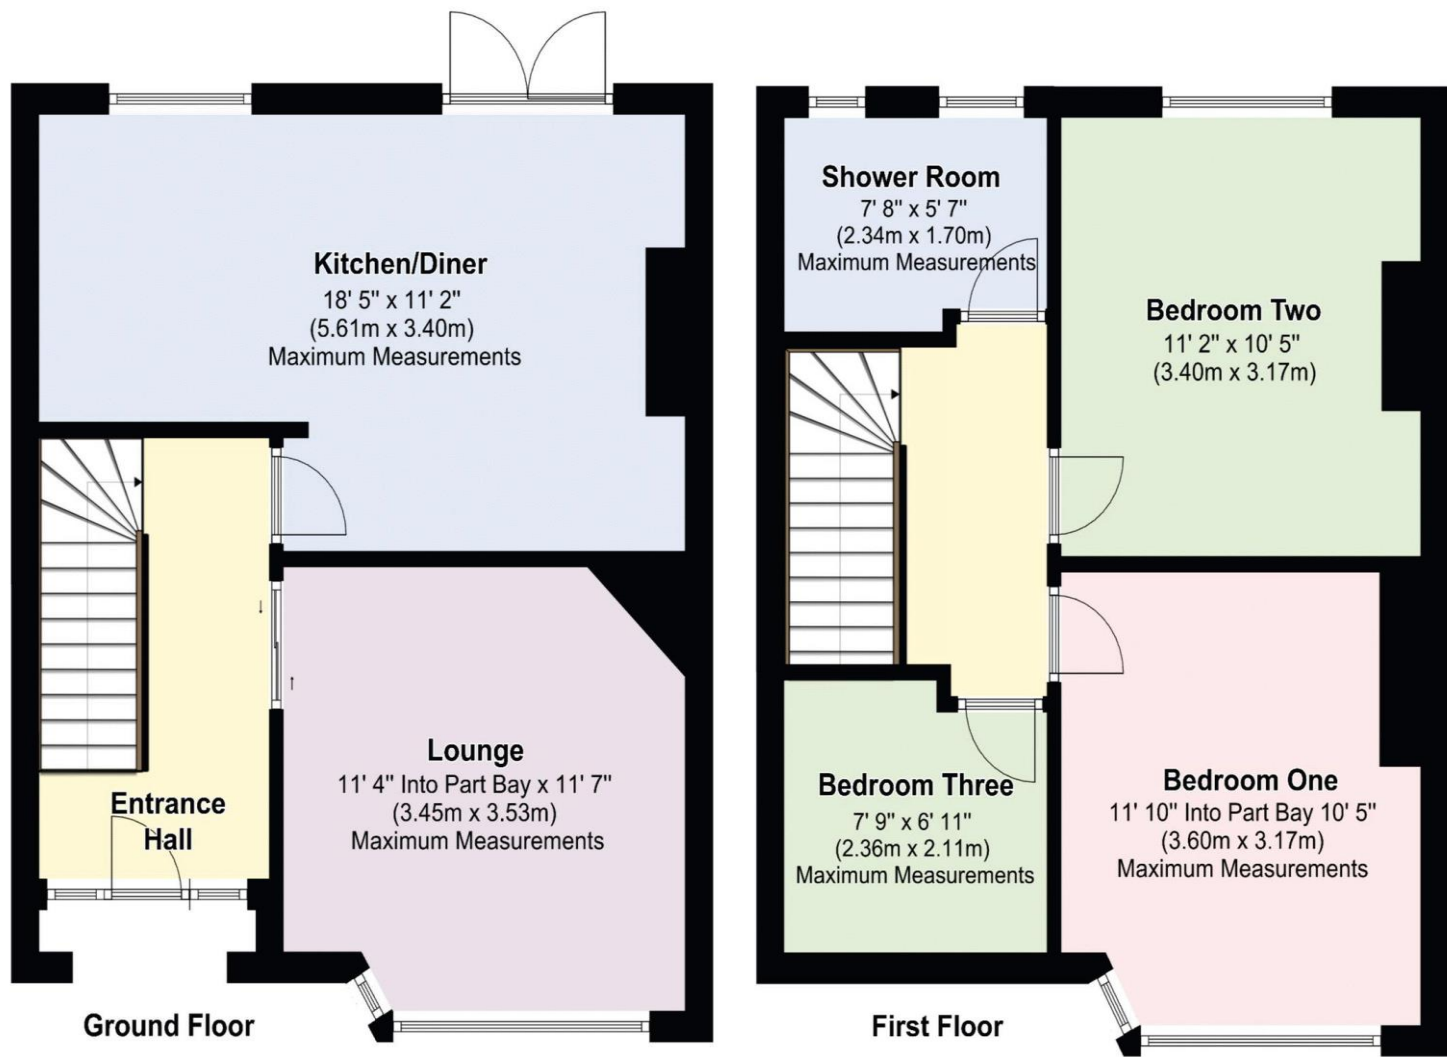 Kitchen/Diner
18' 5" x 11' 2"
(5.61m x 3.40m)
Maximum Measurements
Lounge
11' 4" Into Part Bay x 11' 7"
(3.45m x 3.53m)
Maximum Measurements
Entrance
Hall
Ground Floor
Shower Room
7' 8" x 5' 7"
(2.34m x 1.70m)
Maximum Measurements
Bedroom Two
11' 2" x 10' 5"
(3.40m x 3.17m)
Bedroom Three
7' 9" x 6' 11"
(2.36m x 2.11m)
Maximum Measurements
Bedroom One
11' 10" Into Part Bay 10' 5"
(3.60m x 3.17m)
Maximum Measurements
First Floor